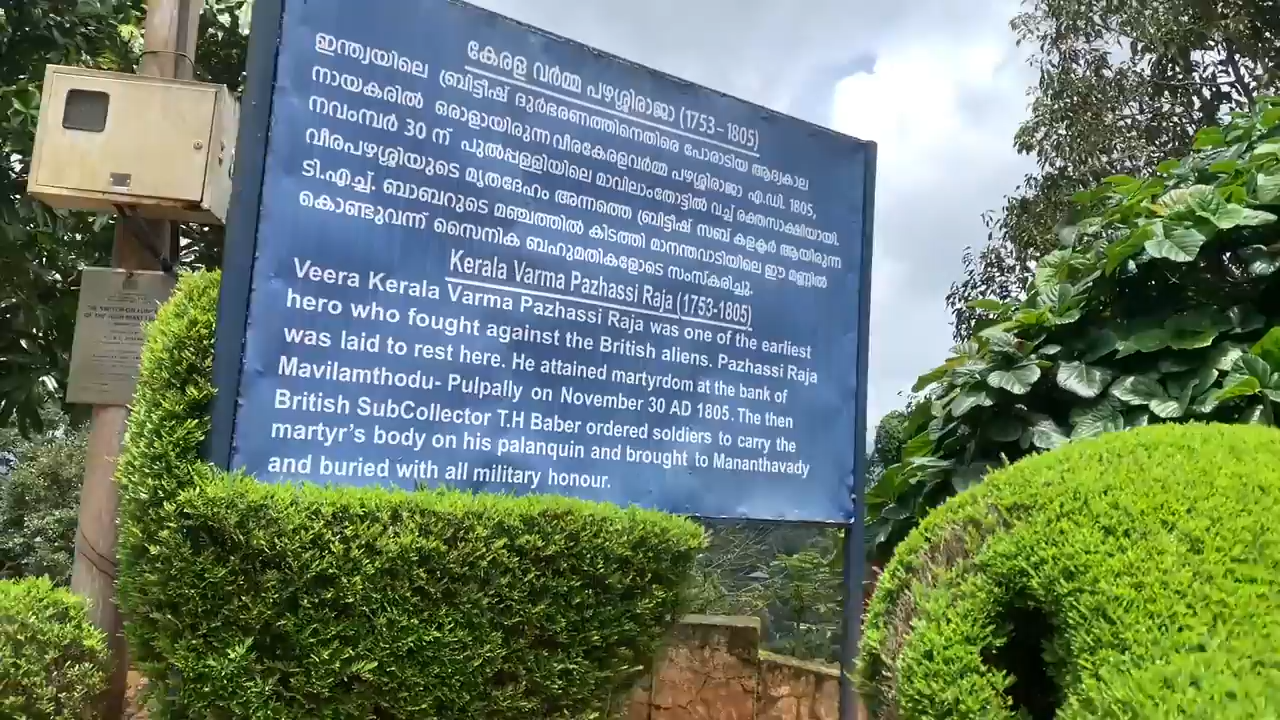 കേരള വർമ്മ പഴശ്ശിരാജാ (1753-1805)
ഇന്ത്യയിലെ ബ്രിട്ടീഷ് ദുർഭരണത്തിനെതിരെ പോരാടിയ ആദ്യകാല
നായകരിൽ ഒരാളായിരുന്ന വീരകേരളവർമ്മ പഴശ്ശിരാജാ എ.ഡി. 1805,
നവംബർ 30 ന് പുൽപ്പള്ളിയിലെ മാവിലാംതോട്ടിൽ വച്ച് രക്തസാക്ഷിയായി.
വീരപഴശ്ശിയുടെ മൃതദേഹം അന്നത്തെ ബ്രിട്ടീഷ് സബ് കളക്ടർ ആയിരുന്ന
ടി.എച്ച്. ബാബറുടെ മഞ്ചത്തിൽ കിടത്തി മാനന്തവാടിയിലെ ഈ മണ്ണിൽ
കൊണ്ടുവന്ന് സൈനിക ബഹുമതികളോടെ സംസ്കരിച്ചു.
Kerala Varma Pazhassi Raja (1753-1805)
Veera Kerala Varma Pazhassi Raja was one of the earliest
hero who fought against the British aliens. Pazhassi Raja
was laid to rest here. He attained martyrdom at the bank of
Mavilamthodu- Pulpally on November 30 AD 1805. The then
British SubCollector T.H Baber ordered soldiers to carry the
martyr's body on his palanquin and brought to Mananthavady
and buried with all military honour.